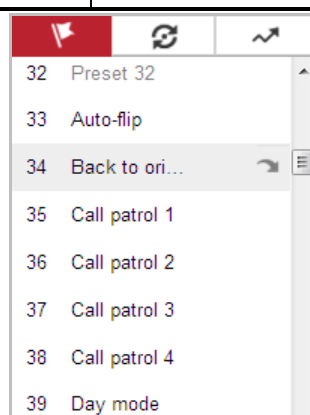 32 Preset 32
33 Auto-flip
34 Back to ori...
35 Call patrol 1
36 Call patrol 2
37 Call patrol 3
38 Call patrol 4
39 Day mode